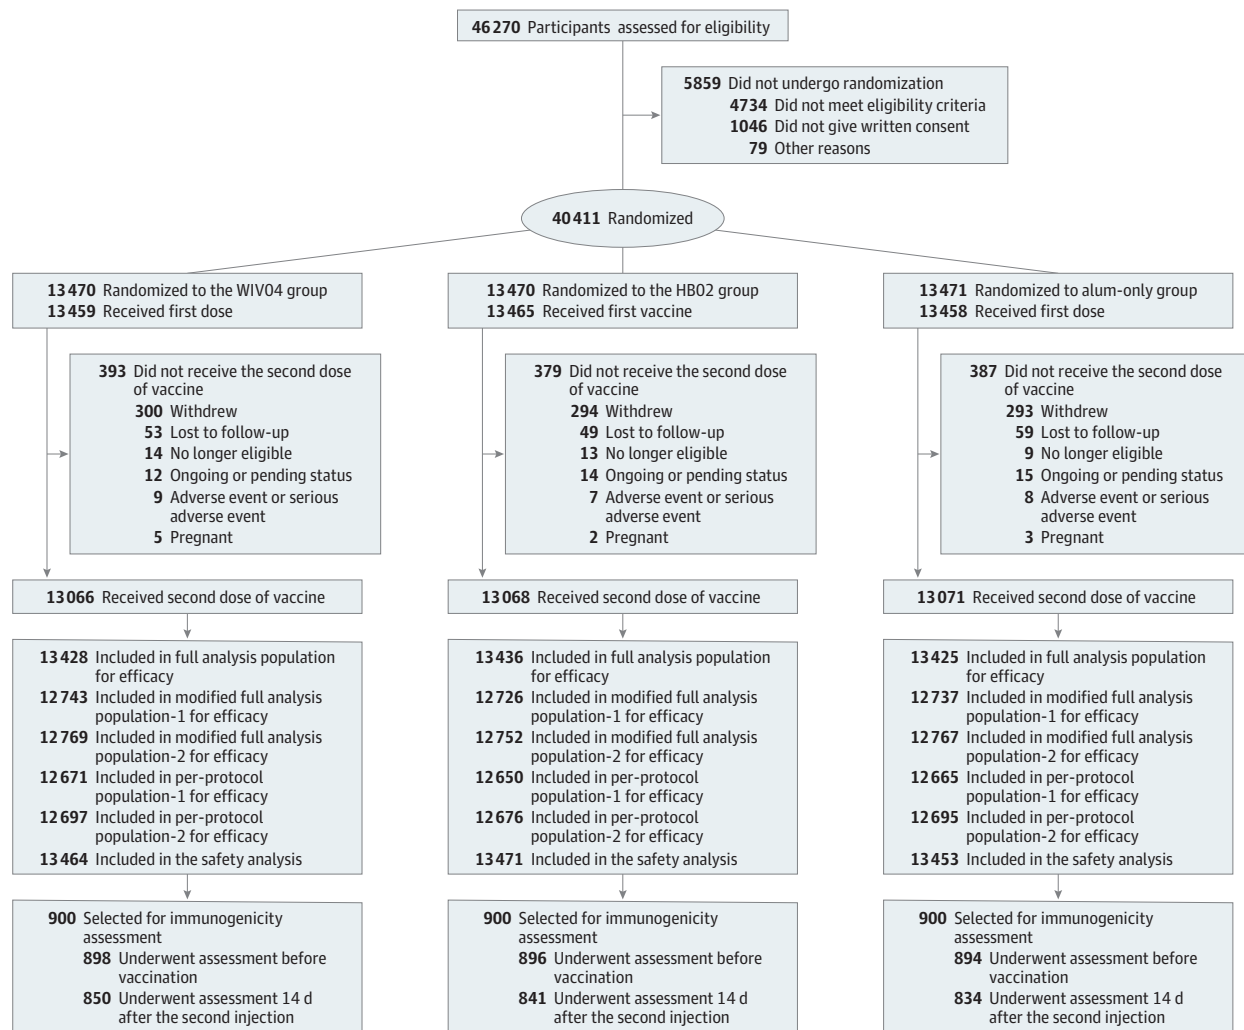 46270 Participants assessed for eligibility
5859 Did not undergo randomization
4734 Did not meet eligibility criteria
1046 Did not give written consent
79 Other reasons
40411 Randomized
13470 Randomized to the WIV04 group
13459 Received first dose
393 Did not receive the second dose
of vaccine
300 Withdrew
53 Lost to follow-up
14 No longer eligible
12 Ongoing or pending status
9 Adverse event or serious
adverse event
5 Pregnant
13066 Received second dose of vaccine
13428 Included in full analysis population
for efficacy
12743 Included in modified full analysis
population-1 for efficacy
12769 Included in modified full analysis
population-2 for efficacy
12671 Included in per-protocol
population-1 for efficacy
12697 Included in per-protocol
population-2 for efficacy
13464 Included in the safety analysis
900 Selected for immunogenicity
assessment
898 Underwent assessment before
vaccination
850 Underwent assessment 14 d
after the second injection
13470 Randomized to the HB02 group
13465 Received first vaccine
379 Did not receive the second dose
of vaccine
294 Withdrew
49 Lost to follow-up
13 No longer eligible
14 Ongoing or pending status
7 Adverse event or serious
adverse event
2 Pregnant
13068 Received second dose of vaccine
13436 Included in full analysis population
for efficacy
12726 Included in modified full analysis
population-1 for efficacy
12752 Included in modified full analysis
population-2 for efficacy
12650 Included in per-protocol
population-1 for efficacy
12676 Included in per-protocol
population-2 for efficacy
13471 Included in the safety analysis
900 Selected for immunogenicity
assessment
896 Underwent assessment before
vaccination
841 Underwent assessment 14 d
after the second injection
13471 Randomized to alum-only group
13458 Received first dose
387 Did not receive the second dose
of vaccine
293 Withdrew
59 Lost to follow-up
9 No longer eligible
15 Ongoing or pending status
8 Adverse event or serious
adverse event
3 Pregnant
13071 Received second dose of vaccine
13425 Included in full analysis population
for efficacy
12737 Included in modified full analysis
population-1 for efficacy
12767 Included in modified full analysis
population-2 for efficacy
12665 Included in per-protocol
population-1 for efficacy
12695 Included in per-protocol
population-2 for efficacy
13453 Included in the safety analysis
900 Selected for immunogenicity
assessment
894 Underwent assessment before
vaccination
834 Underwent assessment 14 d
after the second injection